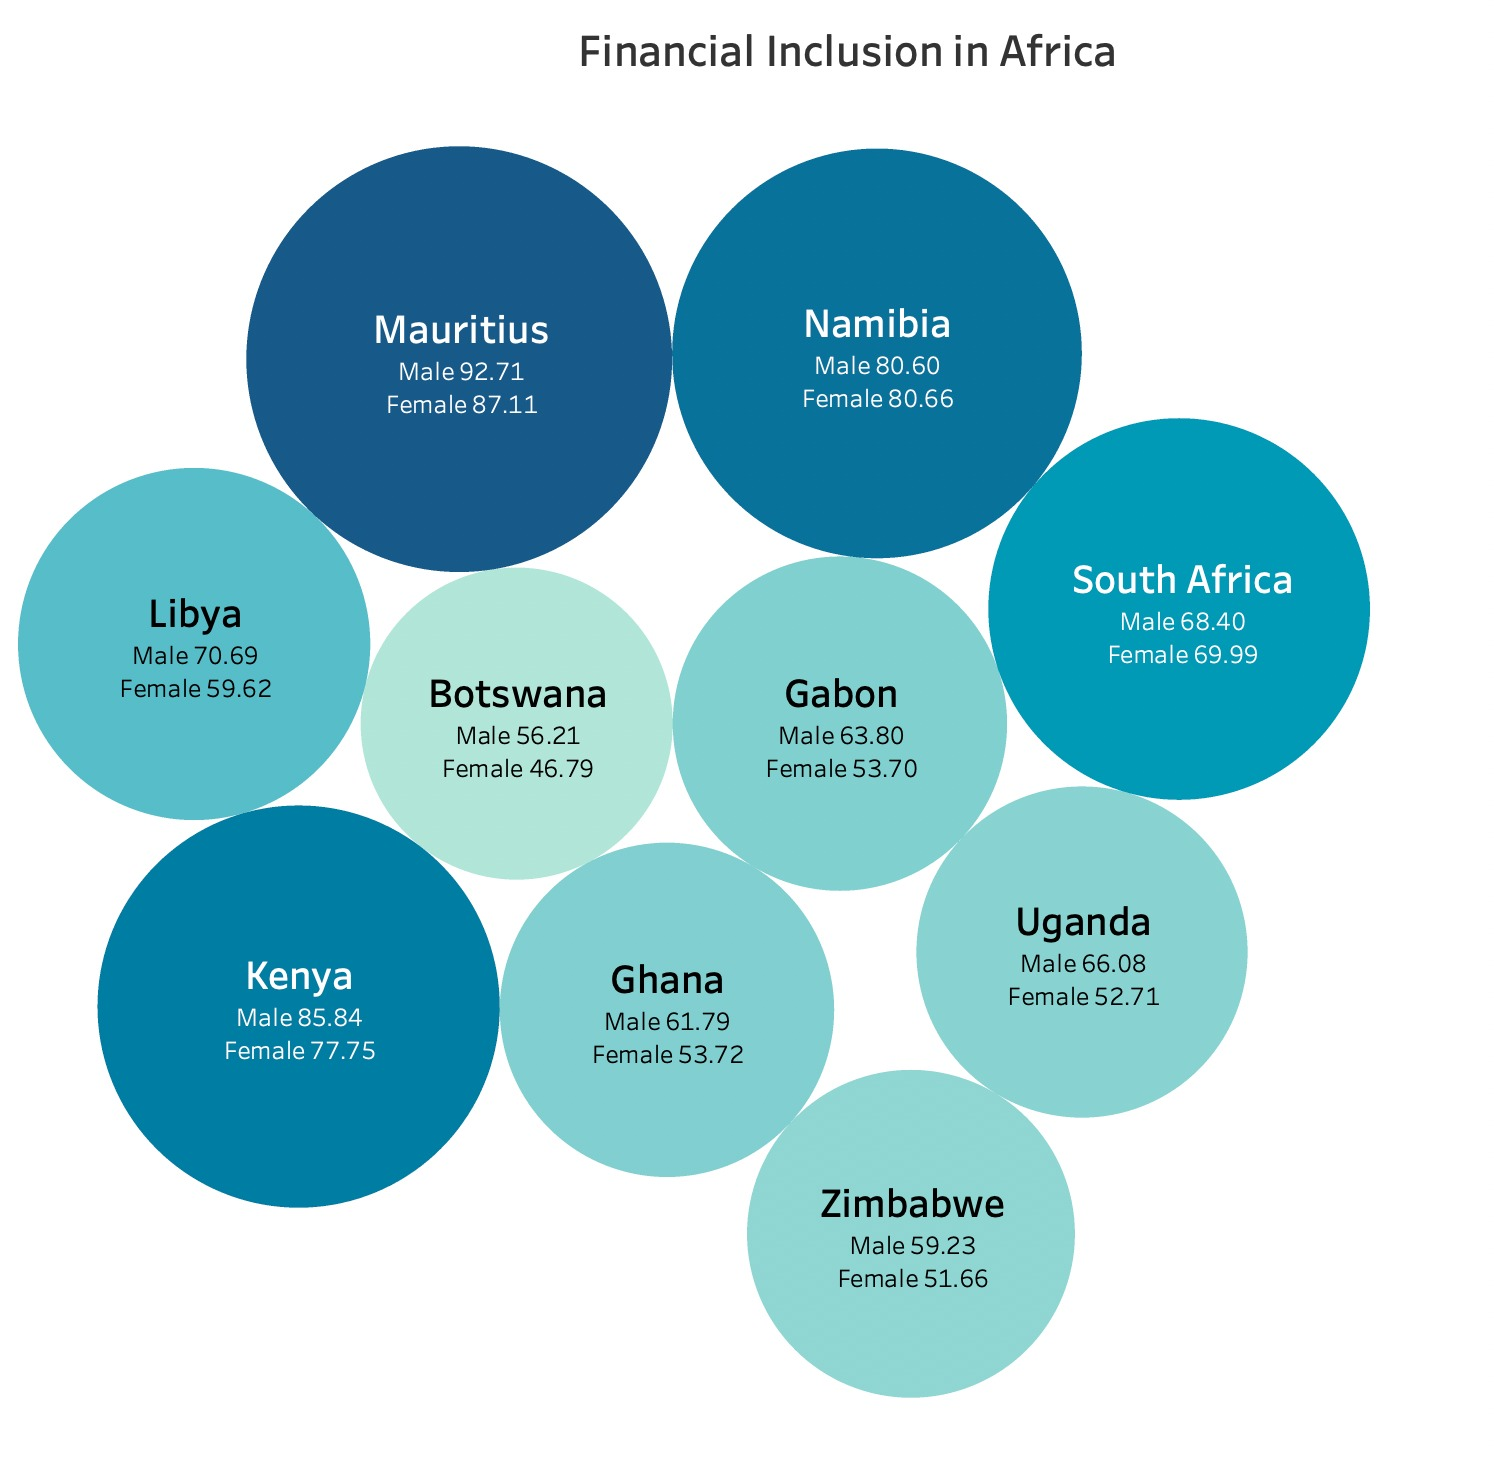 Financial Inclusion in Africa
Mauritius
Male 92.71
Female 87.11
Namibia
Male 80.60
Female 80.66
South Africa
Male 68.40
Female 69.99
Libya
Male 70.69
Female 59.62
Botswana
Male 56.21
Female 46.79
Gabon
Male 63.80
Female 53.70
Uganda
Male 66.08
Female 52.71
Kenya
Male 85.84
Female 77.75
Ghana
Male 61.79
Female 53.72
Zimbabwe
Male 59.23
Female 51.66